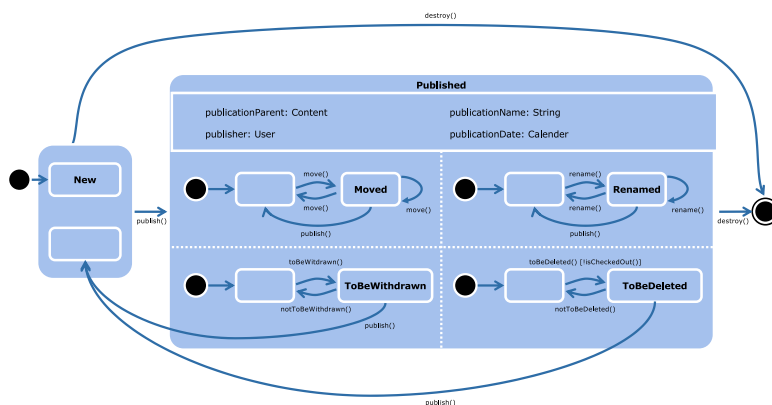 destroy()
Published
publicationParent: Content
publicationName: String
publisher: User
publicationDate: Calender
New
move()
Moved
move()
move()
publish()
rename()
Renamed
rename()
rename()
publish()
publish()
destroy()
toBeWitdrawn()
ToBeWithdrawn
notToBeWithdrawn()
publish()
toBeDeleted() [!isCheckedOut()]
ToBeDeleted
notToBeDeleted()
publish()